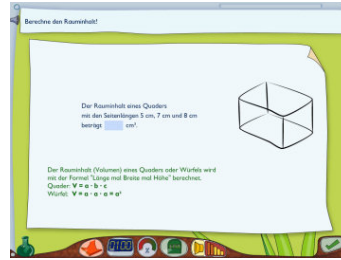 Berechne den Rauminhalt!
Der Rauminhalt eines Quaders
mit den Seitenlängen 5 cm, 7 cm und 8 cm
beträgt cm³.
Der Rauminhalt (Volumen) eines Quaders oder Würfels wird
mit der Formel "Länge mal Breite mal Höhe" berechnet.
Quader: V = a · b · c
Würfel: V = a · a · a = a³